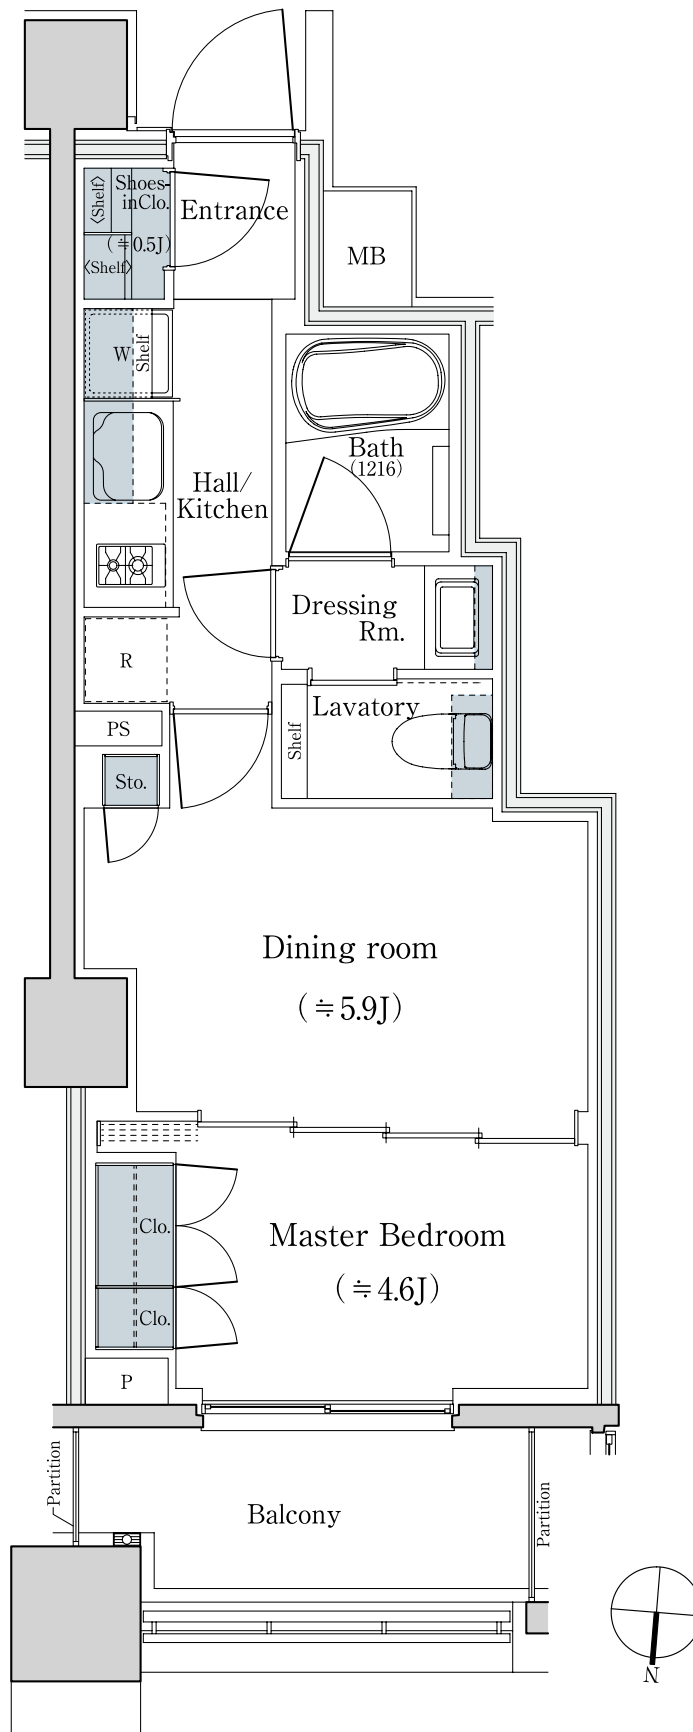 Shoes-
inClo.
(≒0.5J)
〈Shelf〉
〈Shelf〉
Entrance
MB
W
Shelf
Bath
(1216)
Hall/
Kitchen
Dressing
Rm.
R
Lavatory
Shelf
PS
Sto.
Dining room
(≒5.9J)
Clo.
Master Bedroom
(≒4.6J)
Clo.
P
Partition
Balcony
Partition
N